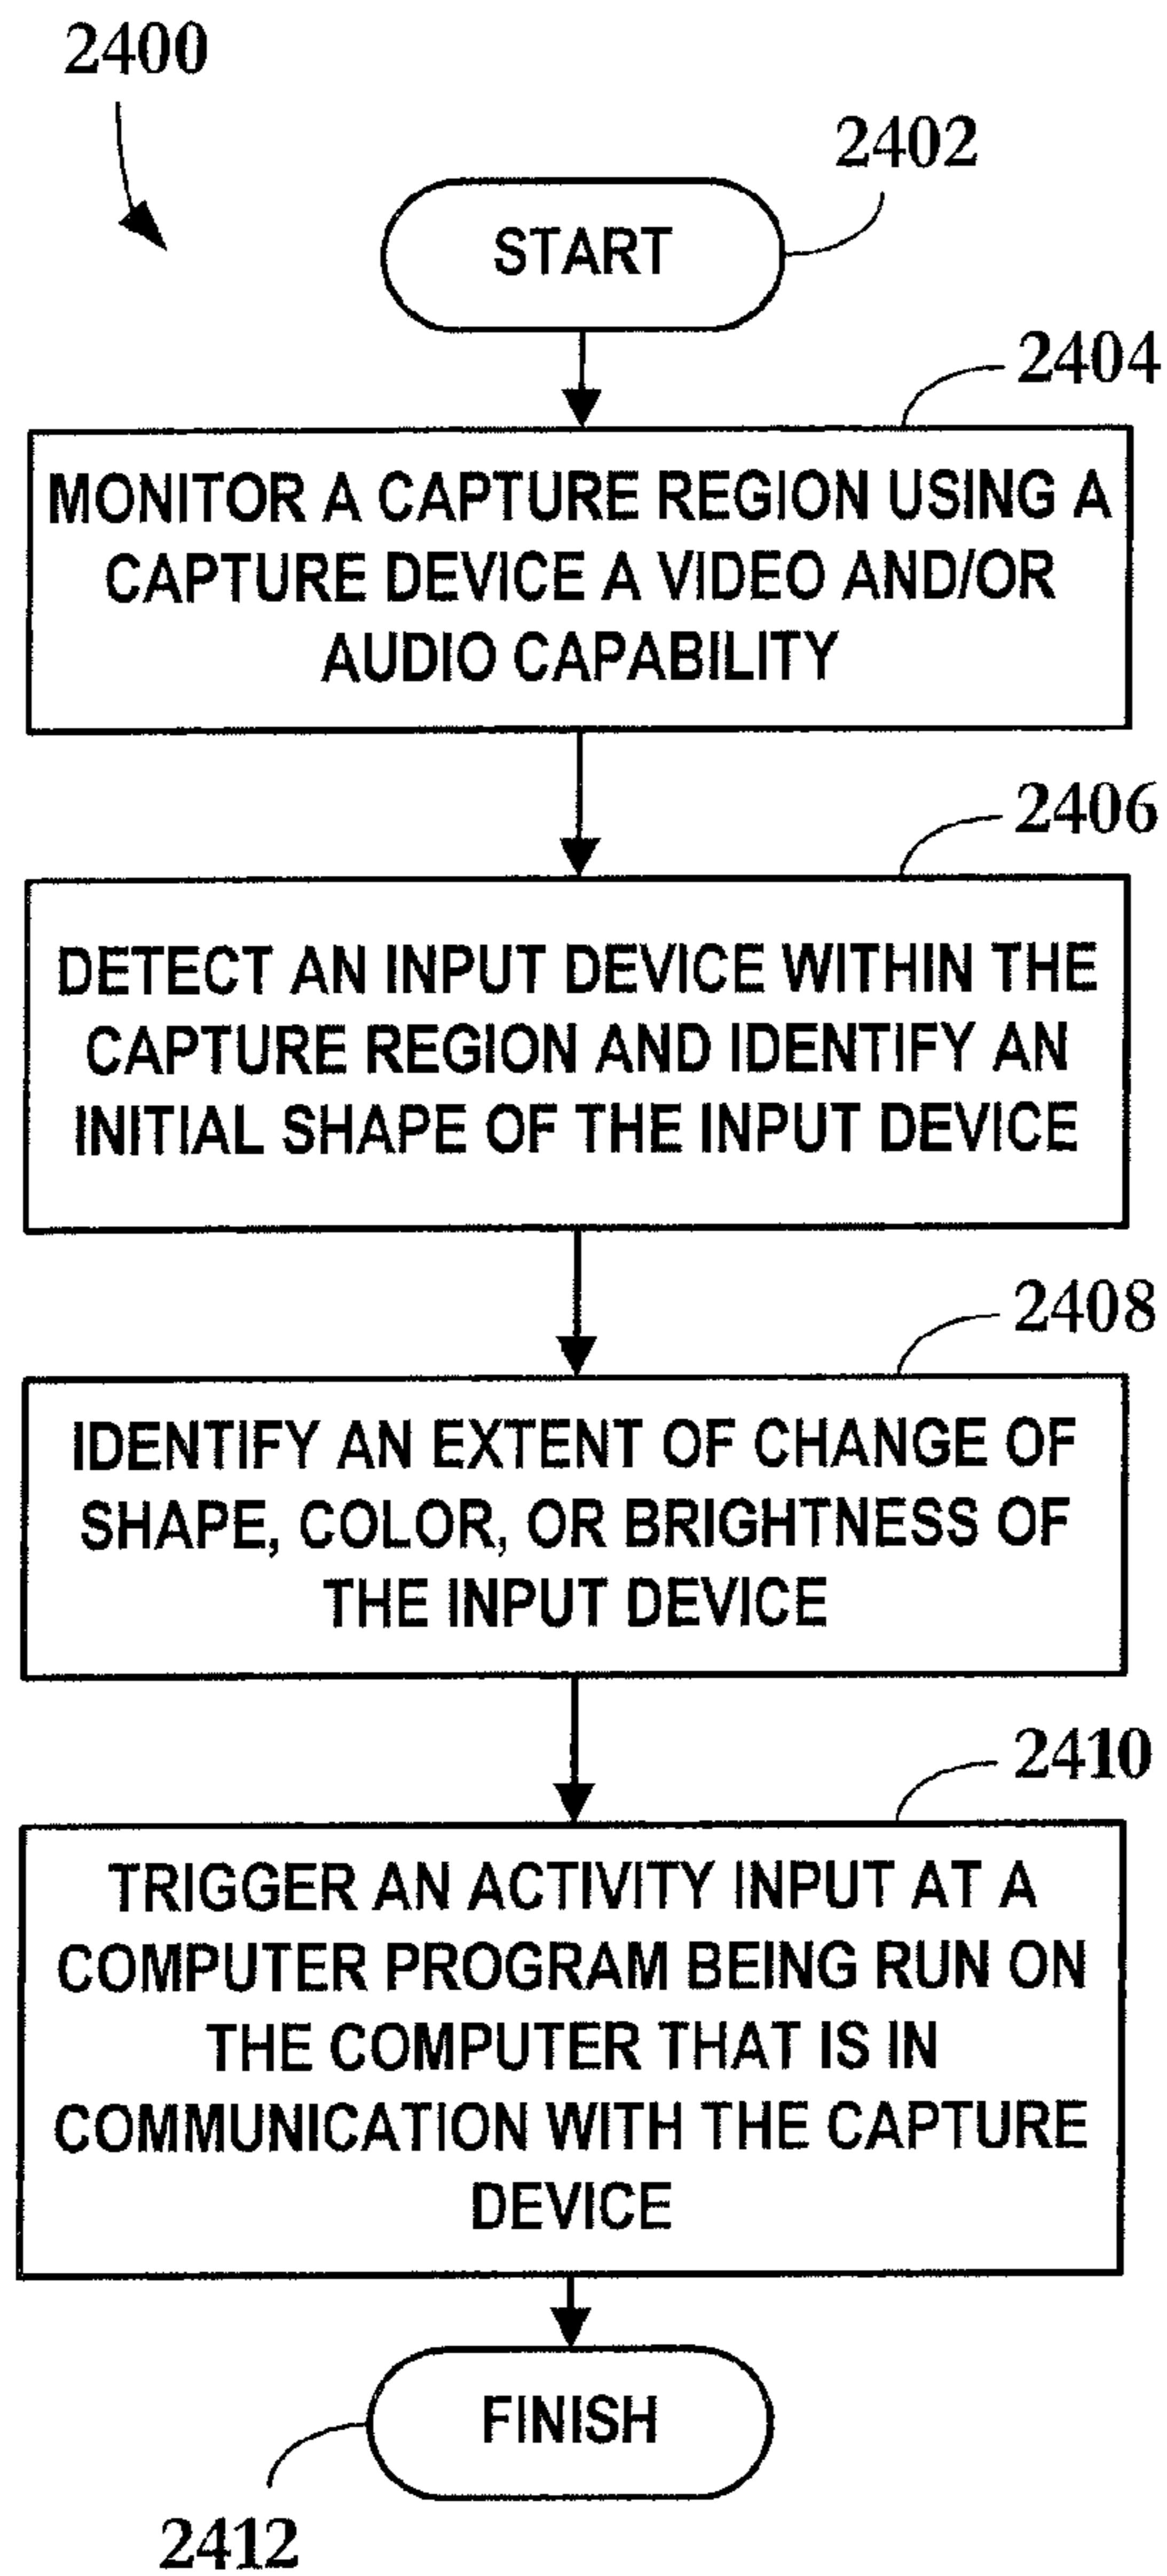 2400
2402
START
2404
MONITOR A CAPTURE REGION USING A
CAPTURE DEVICE A VIDEO AND/OR
AUDIO CAPABILITY
2406
DETECT AN INPUT DEVICE WITHIN THE
CAPTURE REGION AND IDENTIFY AN
INITIAL SHAPE OF THE INPUT DEVICE
2408
IDENTIFY AN EXTENT OF CHANGE OF
SHAPE, COLOR, OR BRIGHTNESS OF
THE INPUT DEVICE
2410
TRIGGER AN ACTIVITY INPUT AT A
COMPUTER PROGRAM BEING RUN ON
THE COMPUTER THAT IS IN
COMMUNICATION WITH THE CAPTURE
DEVICE
FINISH
2412